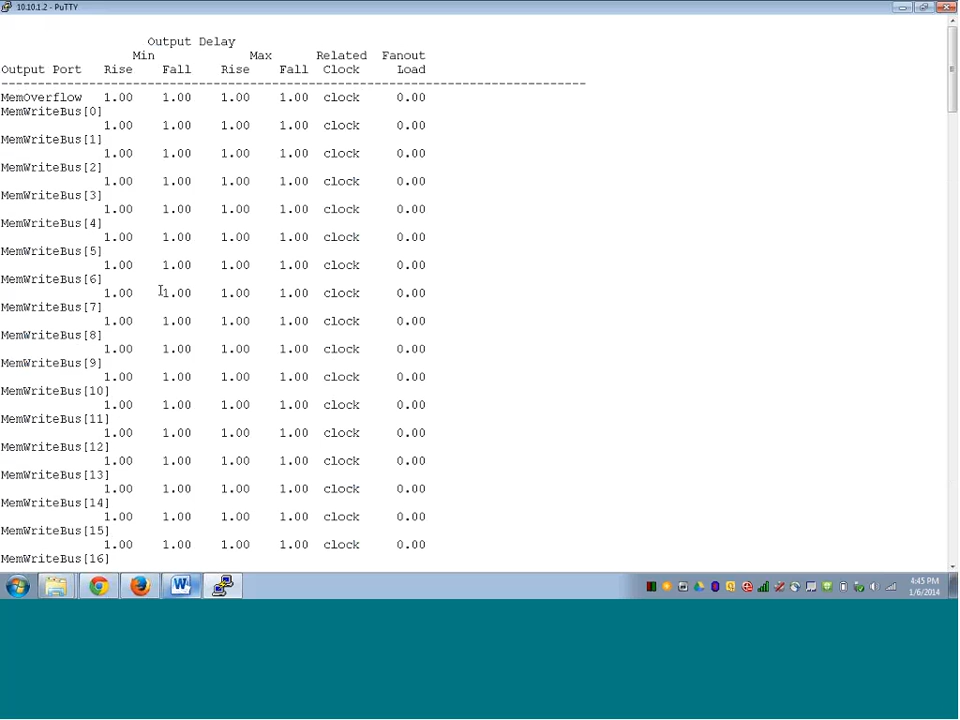 10.10.1.2 - PuTTY
Output Delay
Min Max Related Fanout
Output Port Rise Fall Rise Fall Clock Load
--------------------------------------------------------------------------------
MemOverflow 1.00 1.00 1.00 1.00 clock 0.00
MemWriteBus[0]
1.00 1.00 1.00 1.00 clock 0.00
MemWriteBus[1]
1.00 1.00 1.00 1.00 clock 0.00
MemWriteBus[2]
1.00 1.00 1.00 1.00 clock 0.00
MemWriteBus[3]
1.00 1.00 1.00 1.00 clock 0.00
MemWriteBus[4]
1.00 1.00 1.00 1.00 clock 0.00
MemWriteBus[5]
1.00 1.00 1.00 1.00 clock 0.00
MemWriteBus[6]
1.00 1.00 1.00 1.00 clock 0.00
MemWriteBus[7]
1.00 1.00 1.00 1.00 clock 0.00
MemWriteBus[8]
1.00 1.00 1.00 1.00 clock 0.00
MemWriteBus[9]
1.00 1.00 1.00 1.00 clock 0.00
MemWriteBus[10]
1.00 1.00 1.00 1.00 clock 0.00
MemWriteBus[11]
1.00 1.00 1.00 1.00 clock 0.00
MemWriteBus[12]
1.00 1.00 1.00 1.00 clock 0.00
MemWriteBus[13]
1.00 1.00 1.00 1.00 clock 0.00
MemWriteBus[14]
1.00 1.00 1.00 1.00 clock 0.00
MemWriteBus[15]
1.00 1.00 1.00 1.00 clock 0.00
MemWriteBus[16]
4:45 PM
1/6/2014